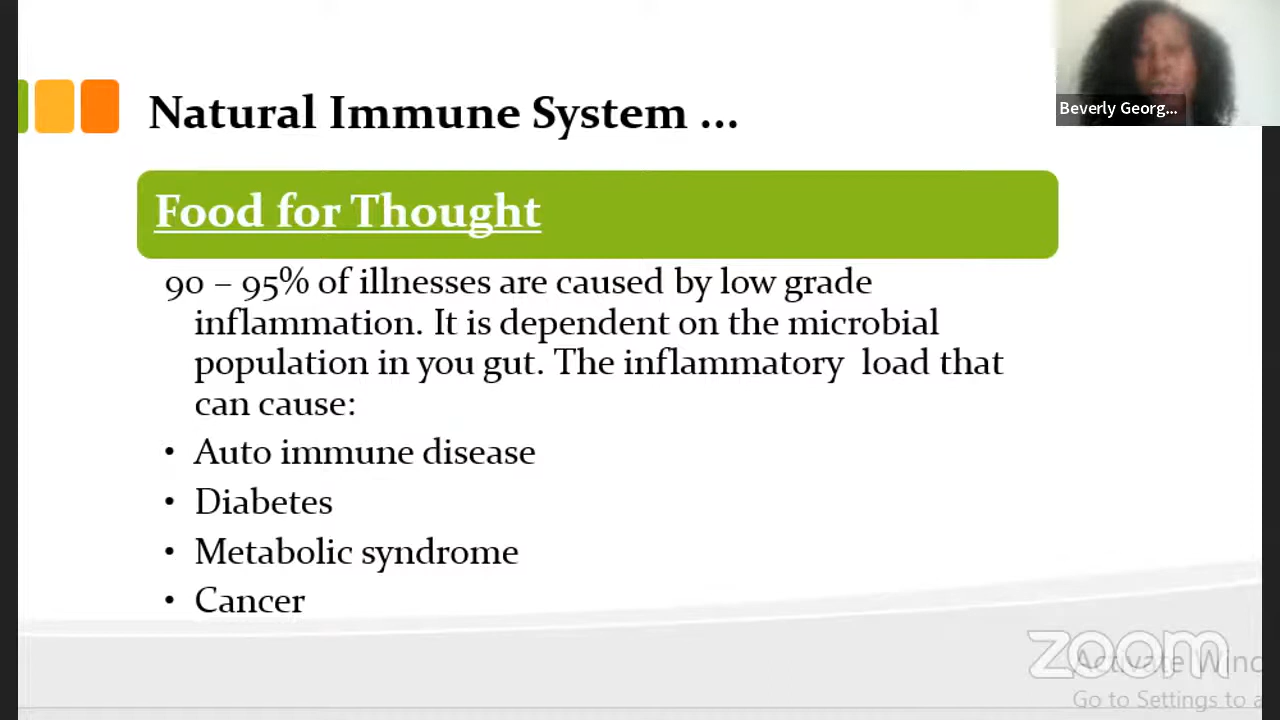 Beverly Georg...
Natural Immune System ...
Food for Thought
90 – 95% of illnesses are caused by low grade
inflammation. It is dependent on the microbial
population in you gut. The inflammatory load that
can cause:
• Auto immune disease
• Diabetes
• Metabolic syndrome
• Cancer
zoom
Activate Winc
Go to Settings to a